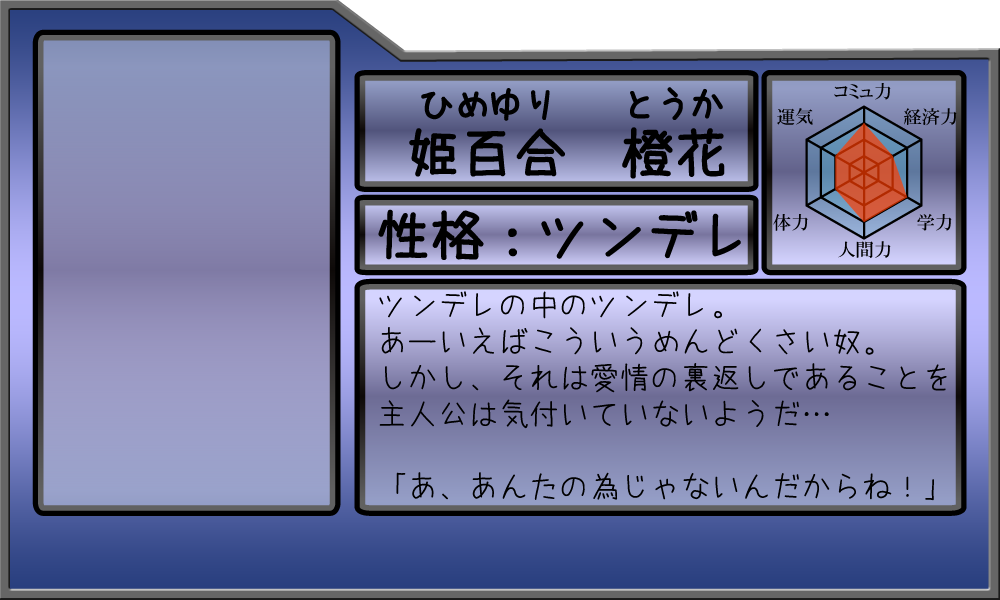 ひめゆり　とうか
姫百合　橙花
コミュ力
運気　経済力
体力　学力
人間力
性格：ツンデレ
ツンデレの中のツンデレ。
あーいえばこういうめんどくさい奴。
しかし、それは愛情の裏返しであることを
主人公は気付いていないようだ…
「あ、あんたの為じゃないんだからね！」